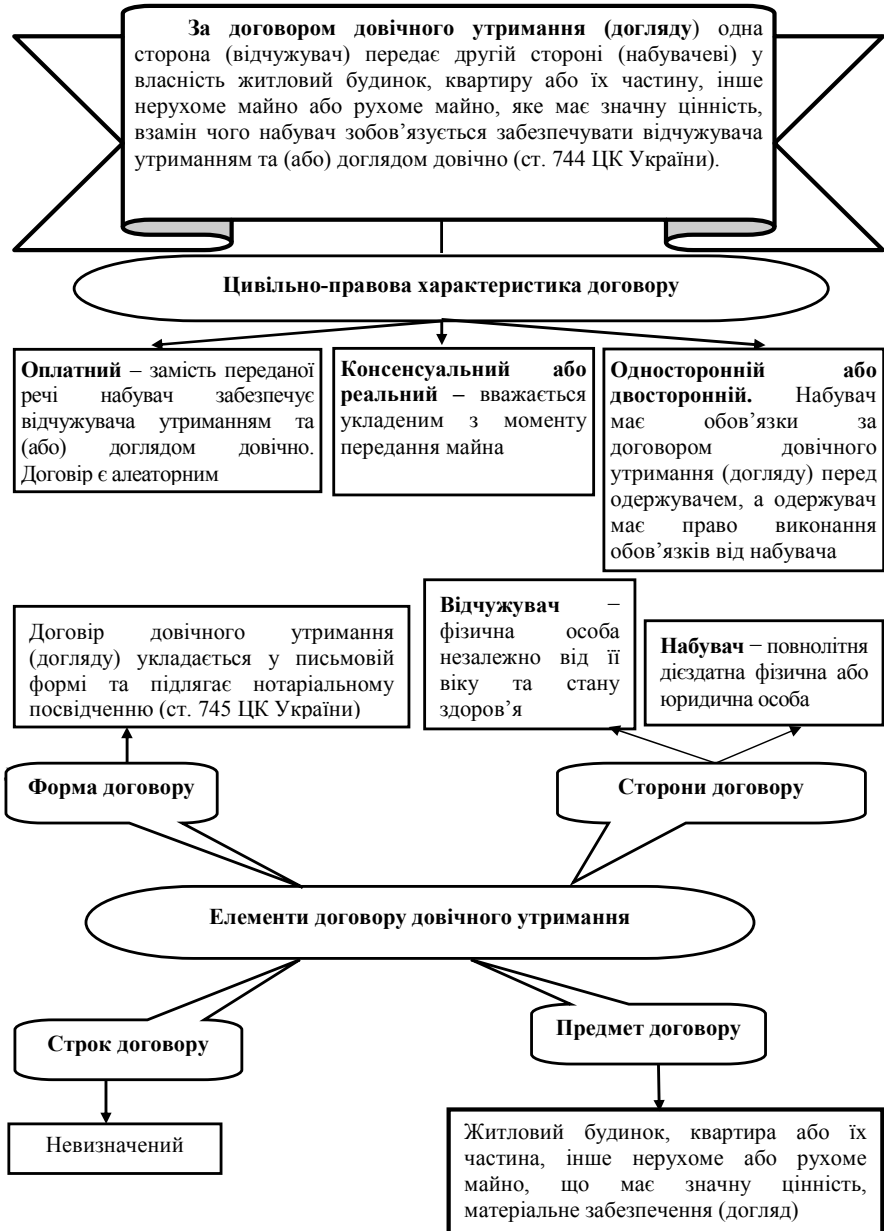 За договором довічного утримання (догляду) одна
сторона (відчужувач) передає другій стороні (набувачеві) у
власність житловий будинок, квартиру або їх частину, інше
нерухоме майно або рухоме майно, яке має значну цінність,
взамін чого набувач зобов’язується забезпечувати відчужувача
утриманням та (або) доглядом довічно (ст. 744 ЦК України).
Цивільно-правова характеристика договору
Оплатний – замість переданої
речі набувач забезпечує
відчужувача утриманням та
(або) доглядом довічно.
Договір є алеаторним
Консенсуальний або
реальний – вважається
укладеним з моменту
передання майна
Односторонній або
двосторонній. Набувач
має обов’язки за
договором довічного
утримання (догляду) перед
одержувачем, а одержувач
має право виконання
обов’язків від набувача
Договір довічного утримання
(догляду) укладається у письмовій
формі та підлягає нотаріальному
посвідченню (ст. 745 ЦК України)
Відчужувач –
фізична особа
незалежно від її
віку та стану
здоров’я
Набувач – повнолітня
дієздатна фізична або
юридична особа
Форма договору
Сторони договору
Елементи договору довічного утримання
Строк договору
Предмет договору
Невизначений
Житловий будинок, квартира або їх
частина, інше нерухоме або рухоме
майно, що має значну цінність,
матеріальне забезпечення (догляд)